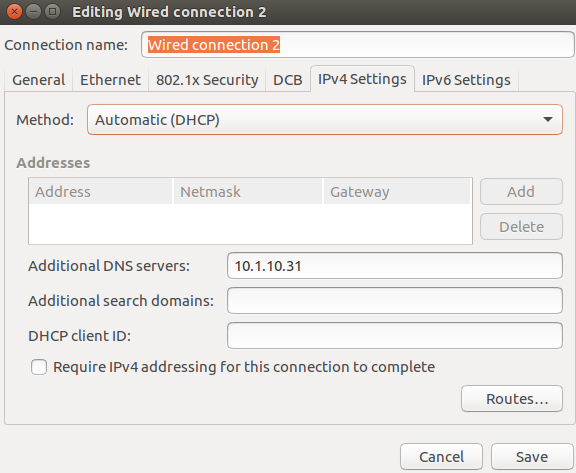 Editing Wired connection 2
Connection name: Wired connection 2
General Ethernet 802.1x Security DCB IPv4 Settings IPv6 Settings
Method: Automatic (DHCP)
Addresses
Address Netmask Gateway Add
Delete
Additional DNS servers: 10.1.10.31
Additional search domains:
DHCP client ID:
Require IPv4 addressing for this connection to complete
Routes...
Cancel Save